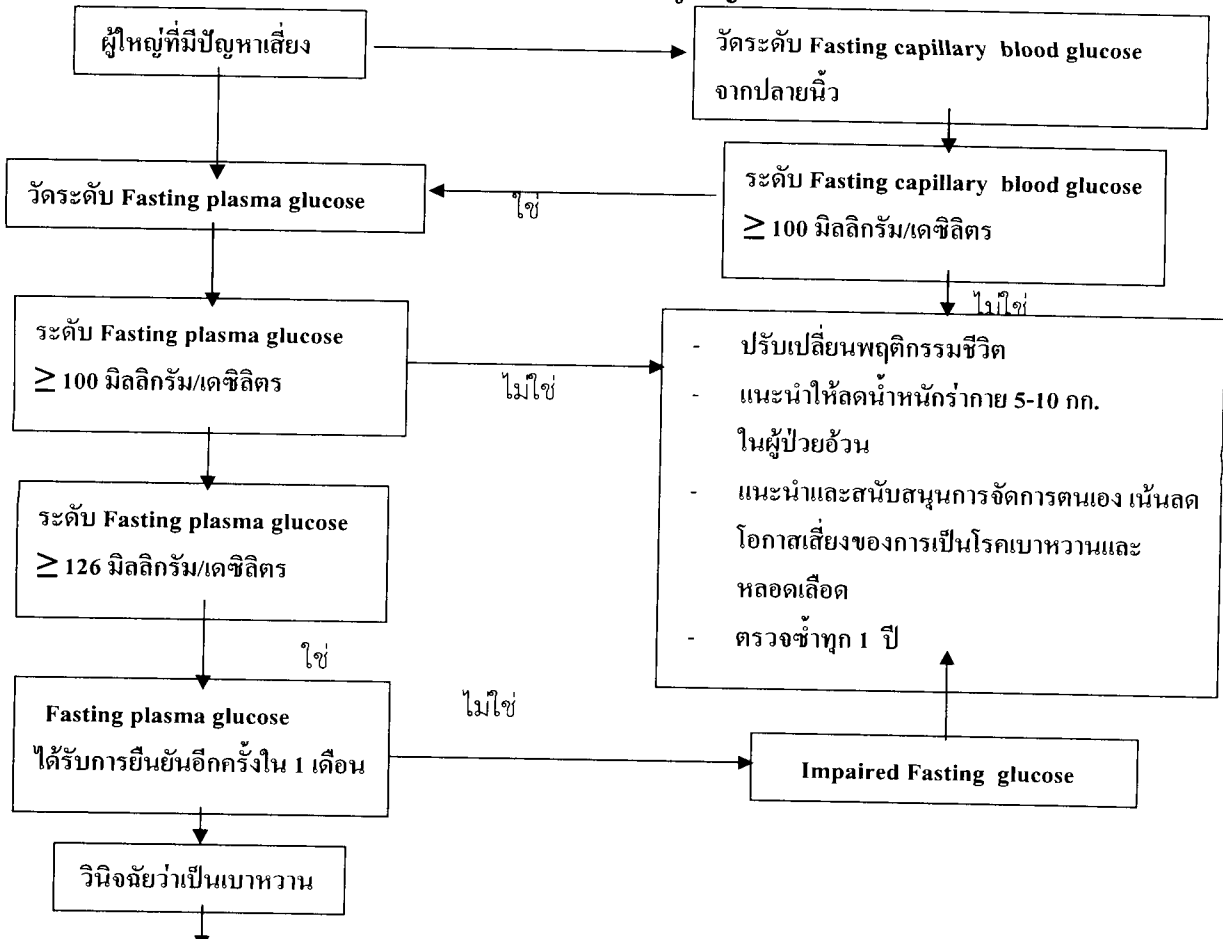 ผู้ใหญ่ที่มีปัญหาเสี่ยง
วัดระดับ Fasting capillary blood glucose
จากปลายนิ้ว
วัดระดับ Fasting plasma glucose
ใช่
ระดับ Fasting capillary blood glucose
≥ 100 มิลลิกรัม/เดซิลิตร
ไม่ใช่
ระดับ Fasting plasma glucose
≥ 100 มิลลิกรัม/เดซิลิตร
ไม่ใช่
- ปรับเปลี่ยนพฤติกรรมชีวิต
- แนะนำให้ลดน้ำหนักร่ากาย 5-10 กก.
ในผู้ป่วยอ้วน
- แนะนำและสนับสนุนการจัดการตนเอง เน้นลด
โอกาสเสี่ยงของการเป็นโรคเบาหวานและ
หลอดเลือด
- ตรวจซ้ำทุก 1 ปี
ระดับ Fasting plasma glucose
≥ 126 มิลลิกรัม/เดซิลิตร
ใช่
Fasting plasma glucose
ได้รับการยืนยันอีกครั้งใน 1 เดือน
ไม่ใช่
Impaired Fasting glucose
วินิจฉัยว่าเป็นเบาหวาน